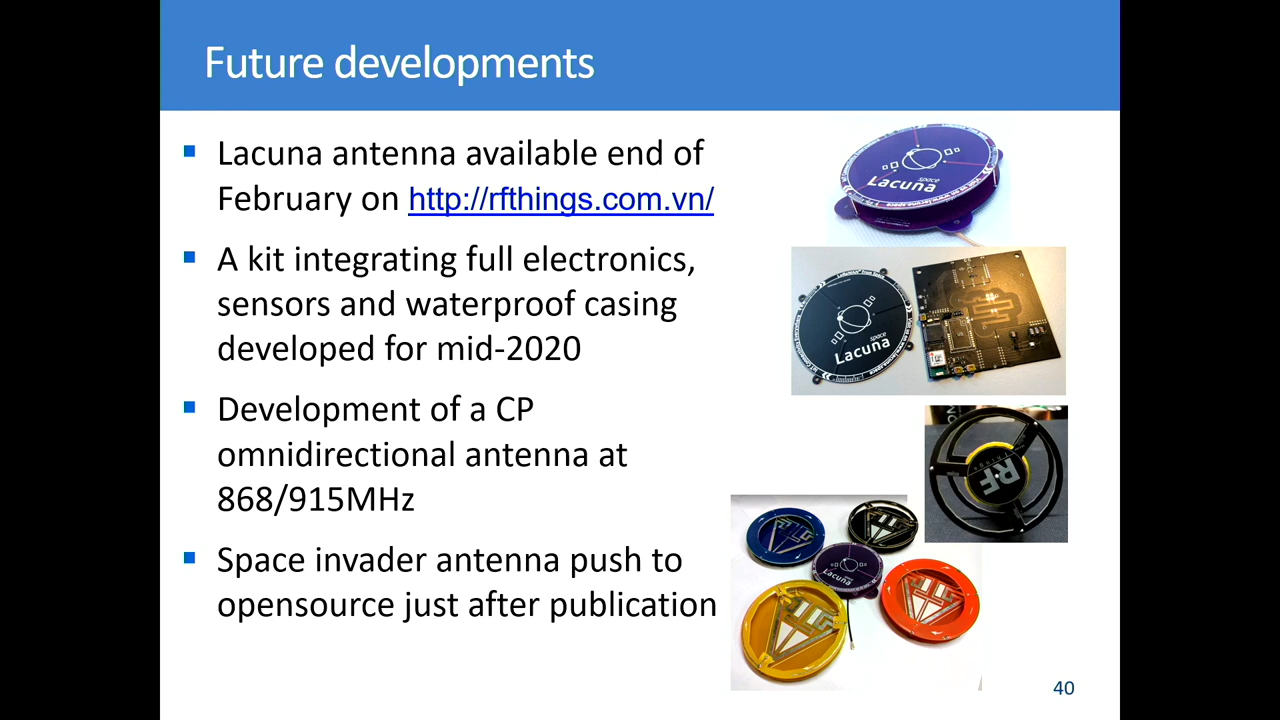 Future developments
Lacuna antenna available end of
February on http://rfthings.com.vn/
A kit integrating full electronics,
sensors and waterproof casing
developed for mid-2020
Development of a CP
omnidirectional antenna at
868/915MHz
Space invader antenna push to
opensource just after publication
space
Lacuna
space
Lacuna
RF
Lacuna
40